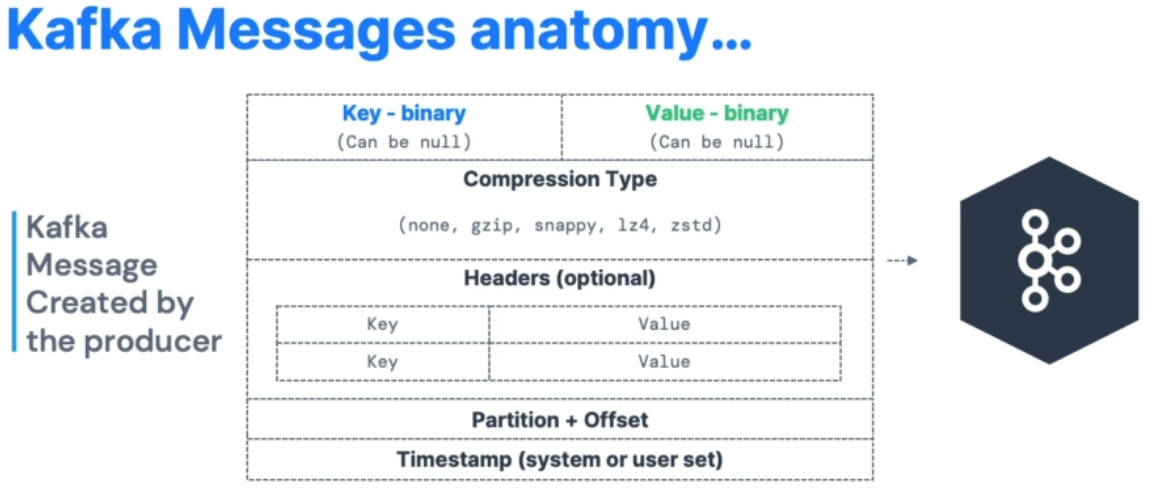 Kafka Messages anatomy...
Key - binary
(Can be null)
Value - binary
(Can be null)
Compression Type
(none, gzip, snappy, lz4, zstd)
Kafka
Message
Created by
the producer
Headers (optional)
Key Value
Key Value
Partition + Offset
Timestamp (system or user set)